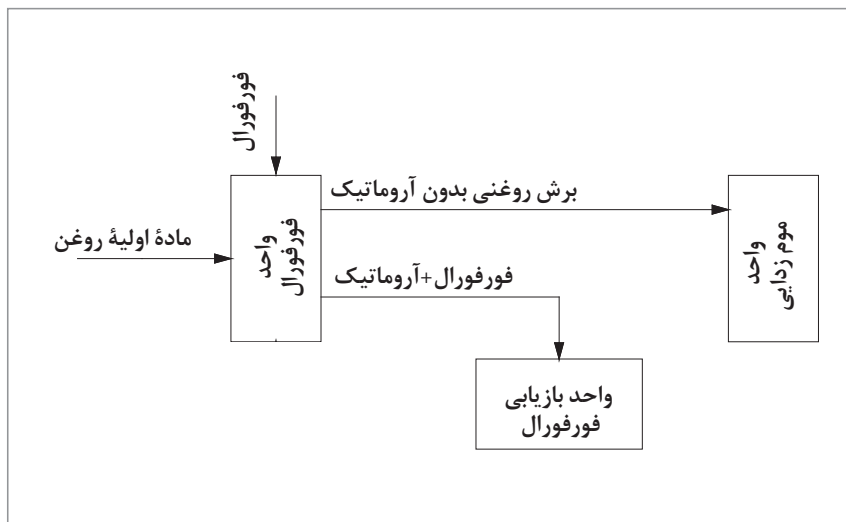 فورفورال
مادهٔ اولیهٔ روغن
واحد
فورفورال
برش روغنی بدون آروماتیک
فورفورال+آروماتیک
واحد
موم زدایی
واحد بازیابی
فورفورال